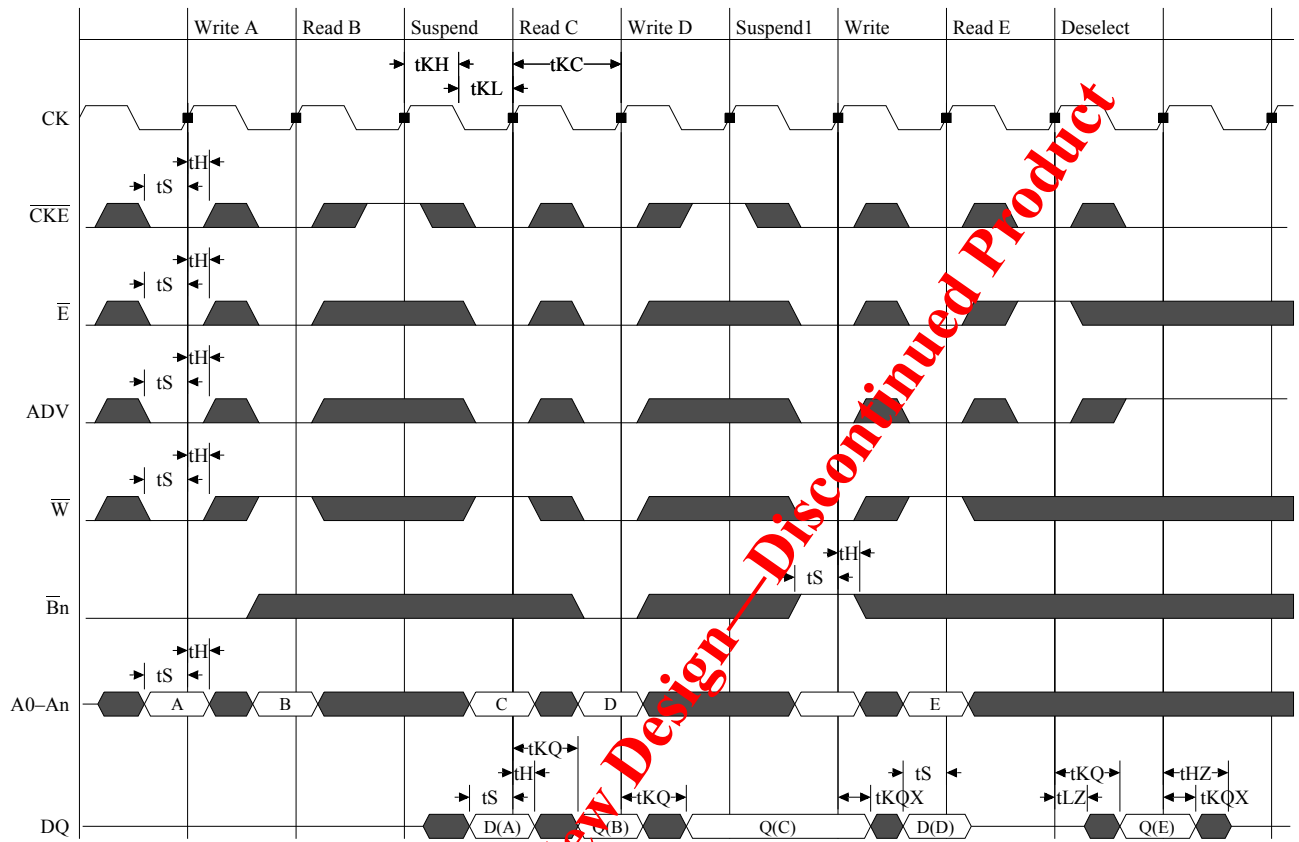 Write A Read B Suspend Read C Write D Suspend1 Write Read E Deselect
tKH tKC
tKL
CK
tH
tS
CKE
tH
tS
E
tH
tS
ADV
tH
tS
W
tH
tS
Bn
tH
tS
A0–An A B C D E
tKQ
tH tS tKQ tHZ
tS tKQ tKQX tLZ tKQX
DQ D(A) Q(B) Q(C) D(D) Q(E)
Design—Discontinued Product